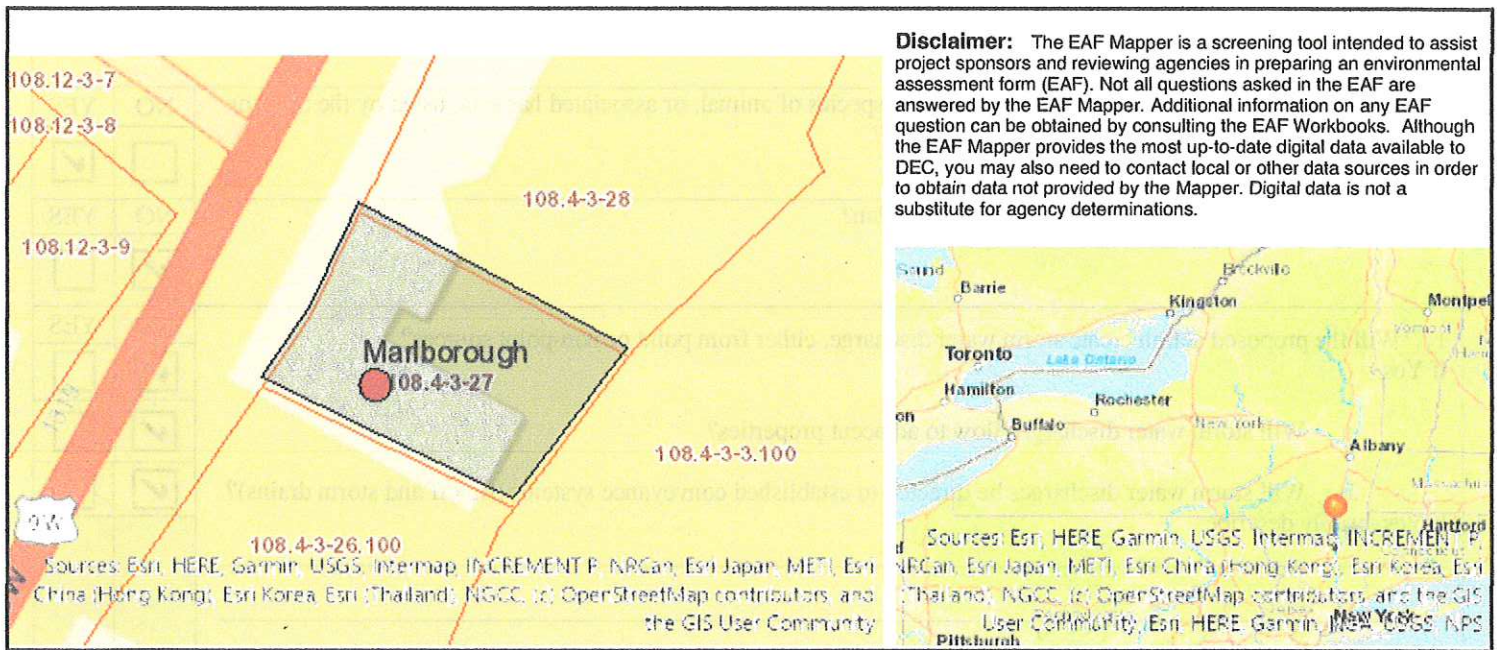 108.12-3-7
108.12-3-8
108.12-3-9
108.4-3-28
Marlborough
108.4-3-27
108.4-3-3.100
9W
W
108.4-3-26.100
Sources: Esri, HERE, Garmin, USGS, Intermap, INCREMENT P, NRCan, Esri Japan, METI, Esri
China (Hong Kong), Esri Korea, Esri (Thailand), NGCC, (c) OpenStreetMap contributors, and
the GIS User Community
Disclaimer: The EAF Mapper is a screening tool intended to assist
project sponsors and reviewing agencies in preparing an environmental
assessment form (EAF). Not all questions asked in the EAF are
answered by the EAF Mapper. Additional information on any EAF
question can be obtained by consulting the EAF Workbooks. Although
the EAF Mapper provides the most up-to-date digital data available to
DEC, you may also need to contact local or other data sources in order
to obtain data not provided by the Mapper. Digital data is not a
substitute for agency determinations.
Sound
Barrie
Brockville
Kingston
Montpel
Toronto
Lake Ontario
Hamilton
Rochester
Buffalo
New York
Albany
Hartford
Sources: Esri, HERE, Garmin, USGS, Intermap, INCREMENT P,
NRCan, Esri Japan, METI, Esri China (Hong Kong), Esri Korea, Esri
(Thailand), NGCC, (c) OpenStreetMap contributors, and the GIS
User Community, Esri, HERE, Garmin, NGA, USGS, NPS
New York
Pittsburgh